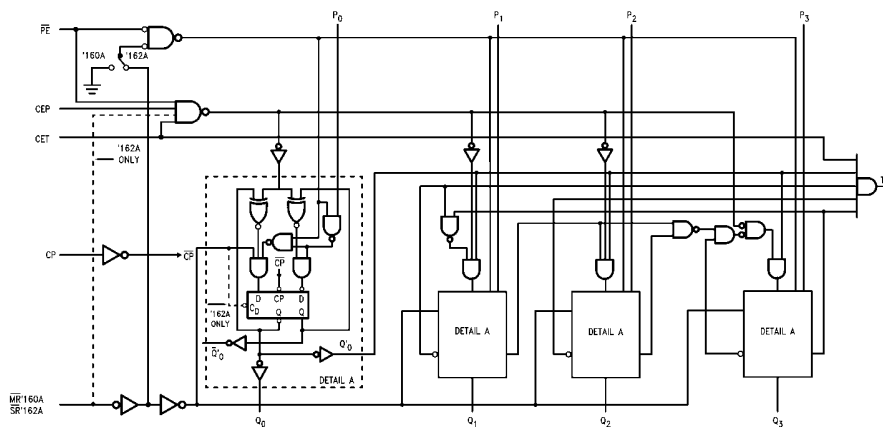 P0
P1
P2
P3
PE
'160A
'162A
CEP
CET
'162A
ONLY
CP
CP
CP
D
CP
D
CD
Q
Q
'162A
ONLY
Q'0
Q'0
DETAIL A
DETAIL A
DETAIL A
DETAIL A
MR'160A
SR'162A
Q0
Q1
Q2
Q3